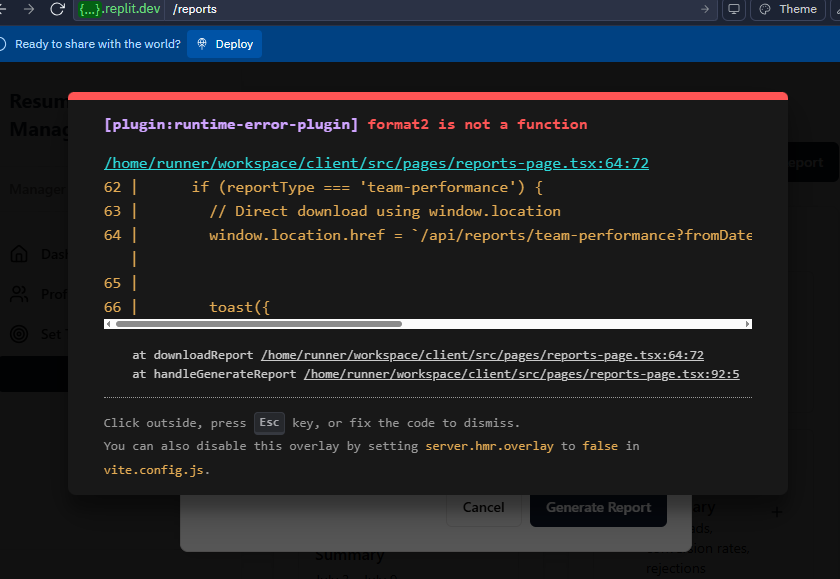 {...}.replit.dev /reports
Theme
Ready to share with the world? Deploy
[plugin:runtime-error-plugin] format2 is not a function
/home/runner/workspace/client/src/pages/reports-page.tsx:64:72
62 | if (reportType === 'team-performance') {
63 | // Direct download using window.location
64 | window.location.href = `/api/reports/team-performance?fromDate
|
65 |
66 | toast({
at downloadReport /home/runner/workspace/client/src/pages/reports-page.tsx:64:72
at handleGenerateReport /home/runner/workspace/client/src/pages/reports-page.tsx:92:5
Click outside, press Esc key, or fix the code to dismiss.
You can also disable this overlay by setting server.hmr.overlay to false in
vite.config.js.
Resum
Manag
Manager
Dash
Prof
Set
port
Cancel Generate Report
Summary
ary
ds,
sion rates,
rejections